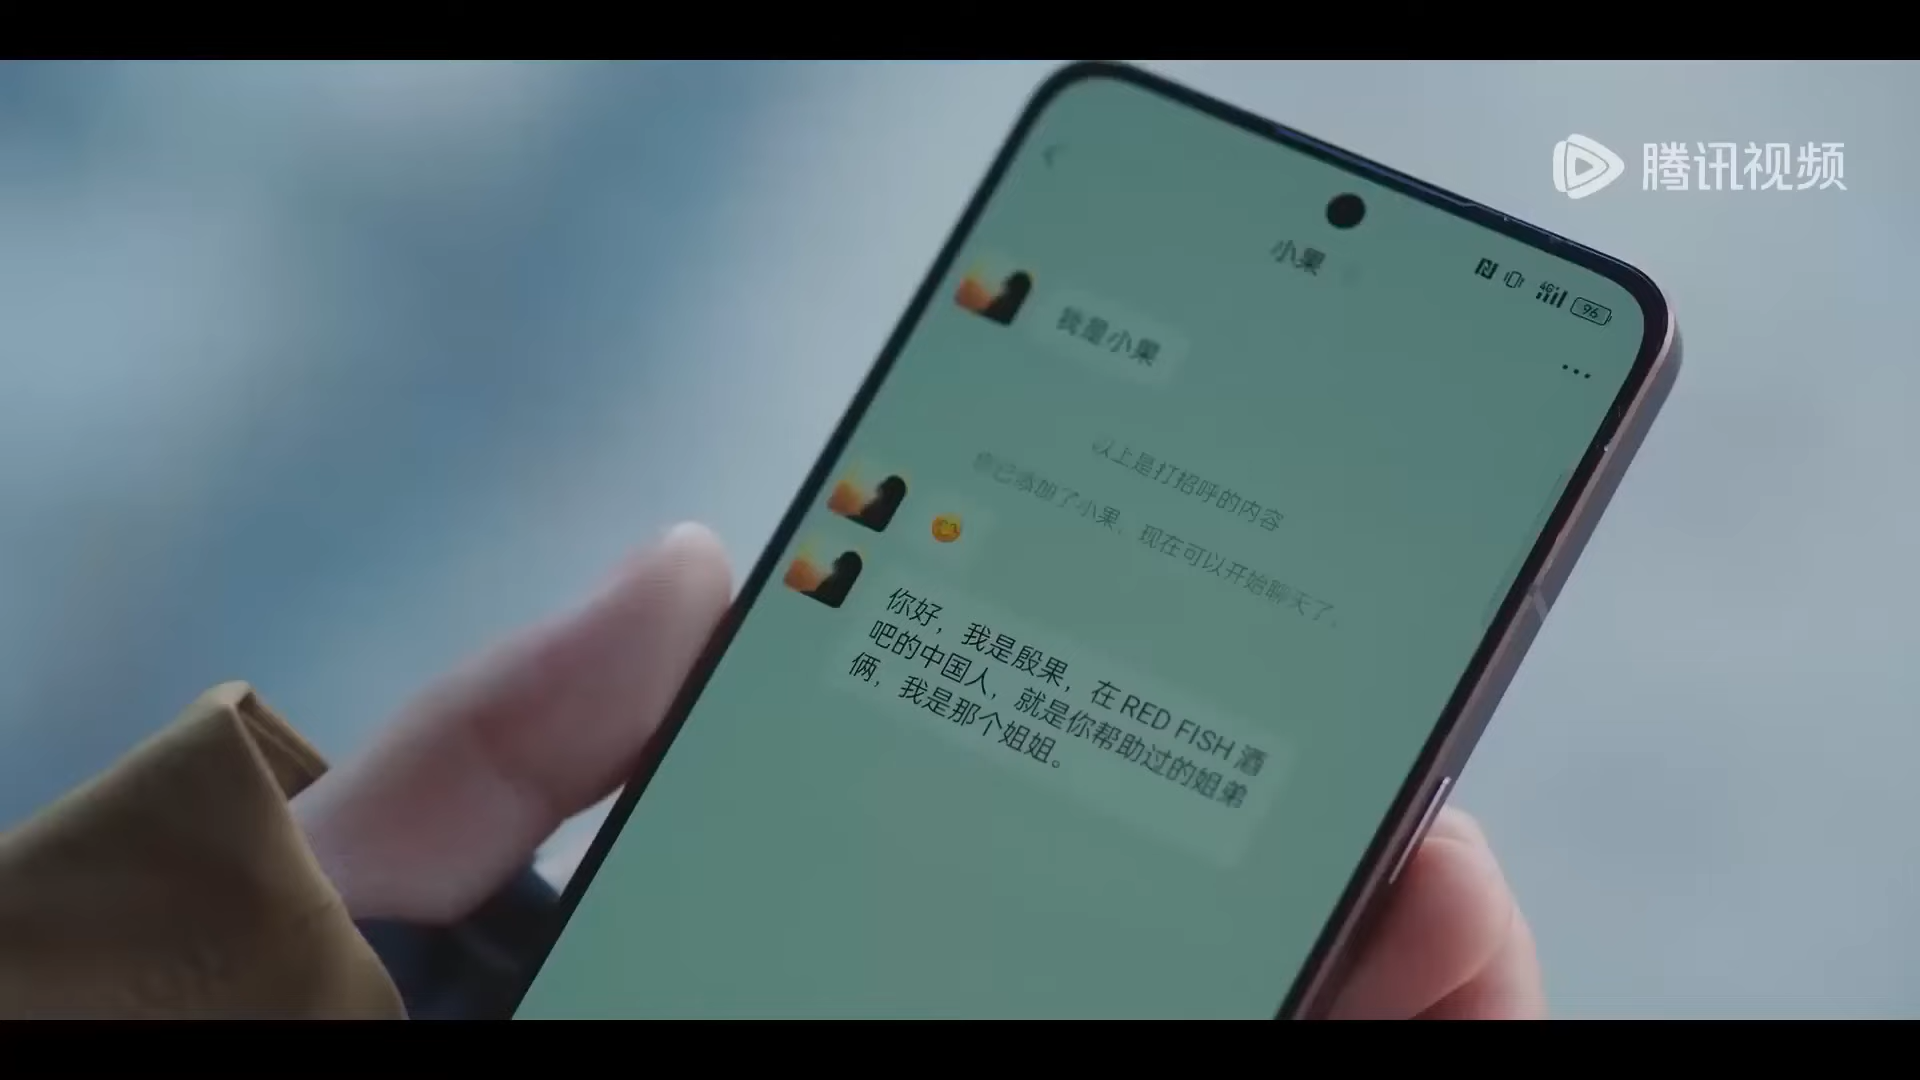 腾讯视频
小果
4G
96
我是小果
以上是打招呼的内容
你已添加了小果，现在可以开始聊天了。
你好，我是殷果，在 RED FISH 酒
吧的中国人，就是你帮助过的姐弟
俩，我是那个姐姐。